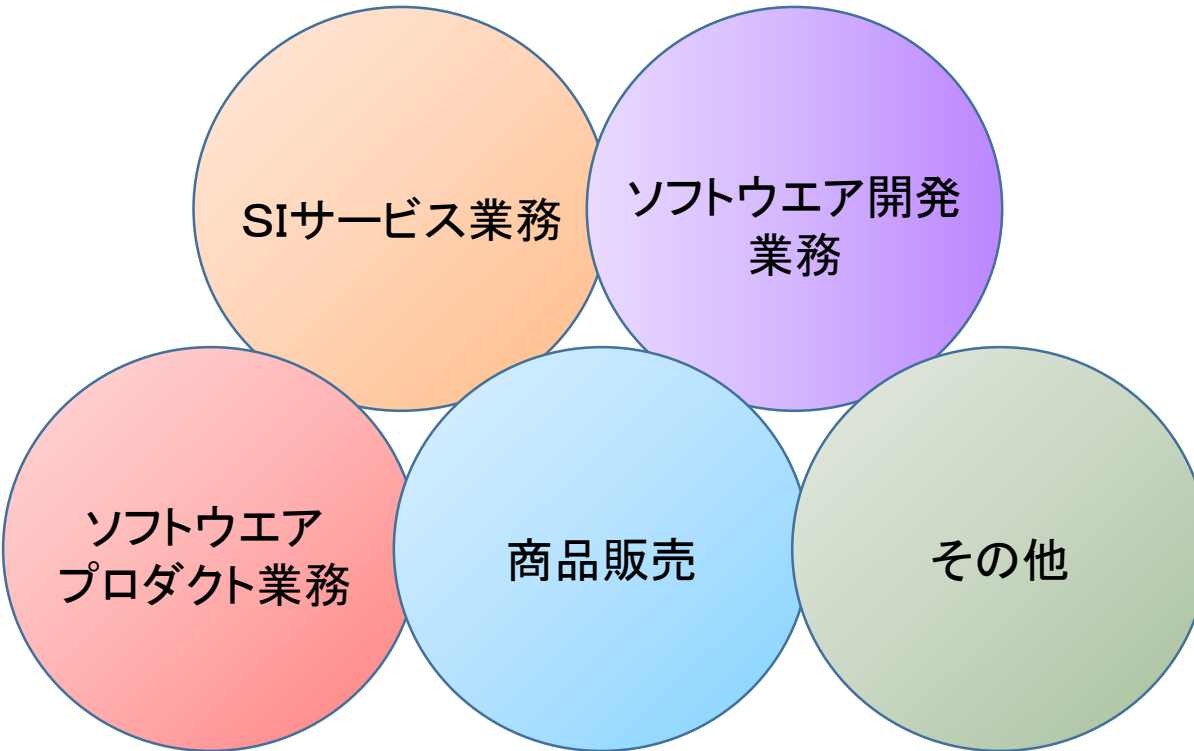 SIサービス業務
ソフトウエア開発
業務
ソフトウエア
プロダクト業務
商品販売
その他